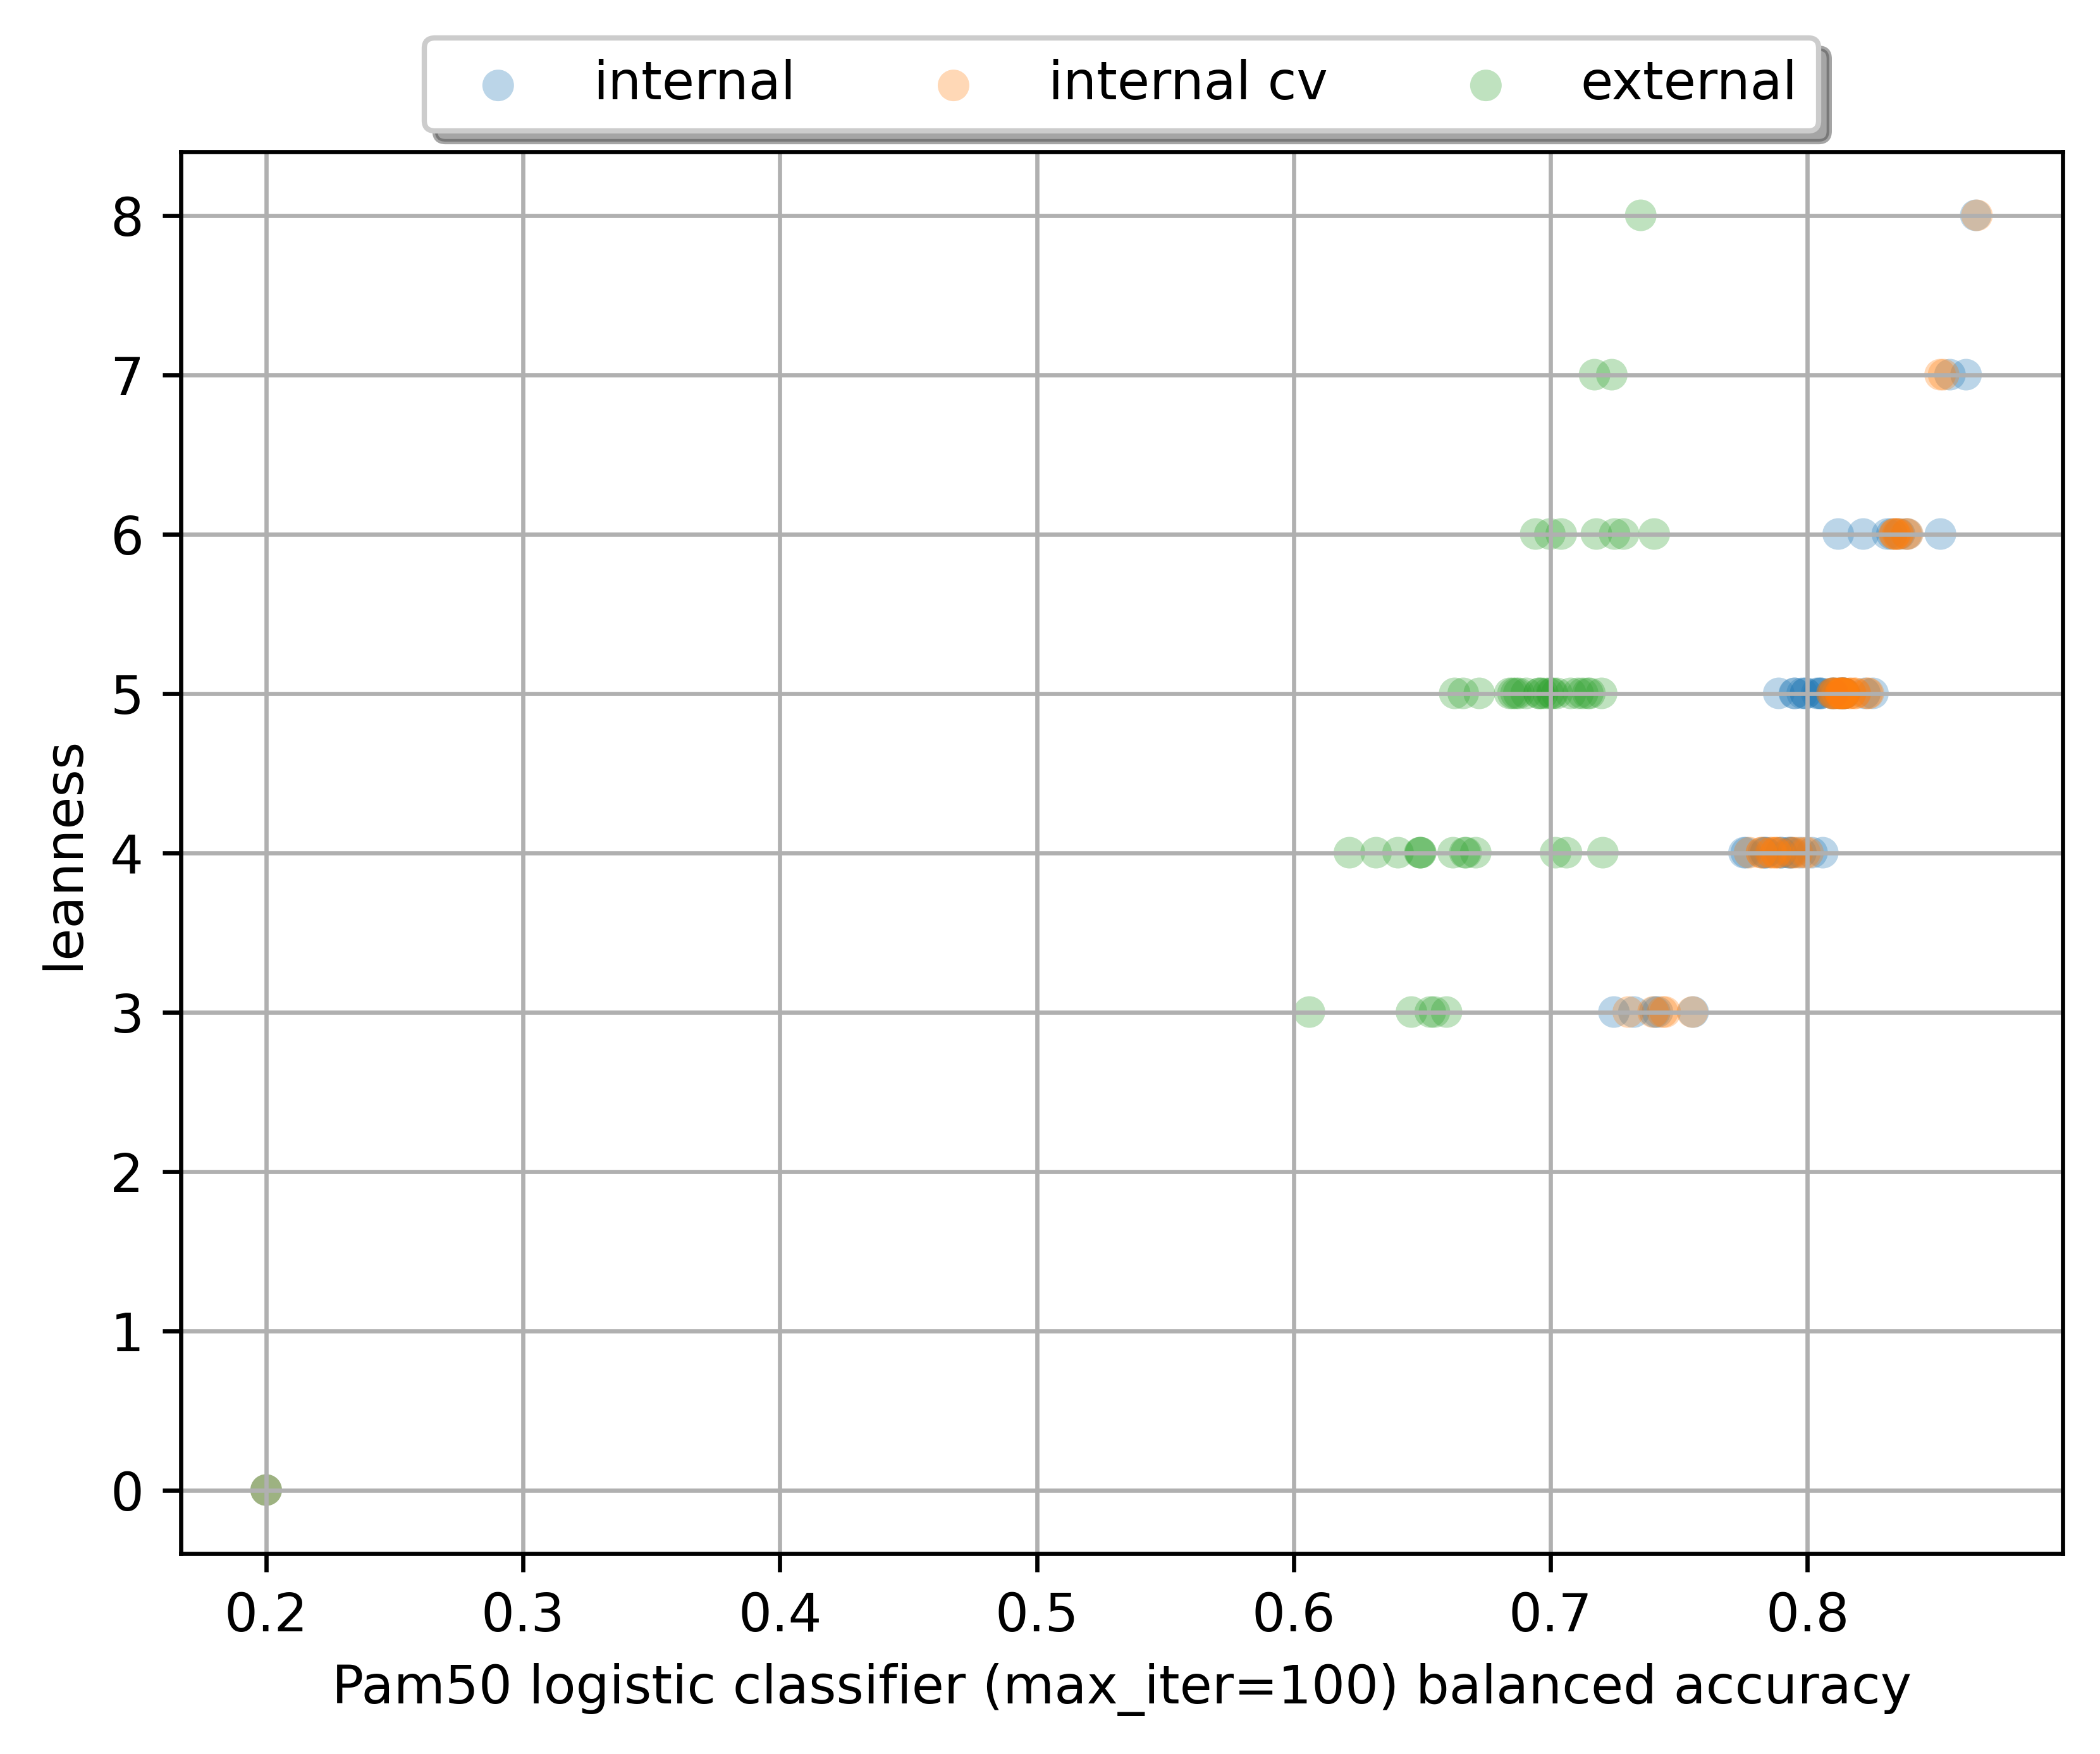 internal internal cv external
8
7
6
5
4
3
2
1
0
leanness
0.2 0.3 0.4 0.5 0.6 0.7 0.8
Pam50 logistic classifier (max_iter=100) balanced accuracy